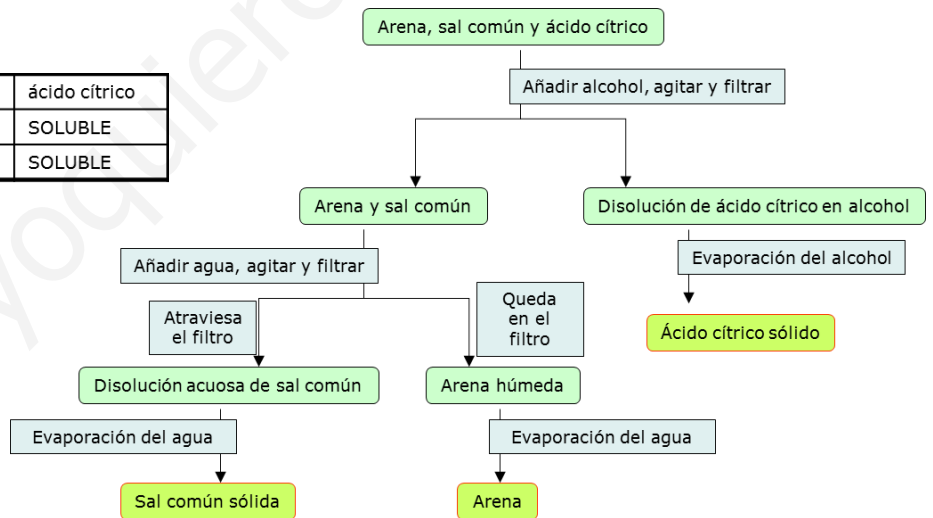 Arena, sal común y ácido cítrico
Añadir alcohol, agitar y filtrar
ácido cítrico
SOLUBLE
SOLUBLE
Arena y sal común
Disolución de ácido cítrico en alcohol
Añadir agua, agitar y filtrar
Evaporación del alcohol
Atraviesa
el filtro
Queda
en el
filtro
Ácido cítrico sólido
Disolución acuosa de sal común
Arena húmeda
Evaporación del agua
Evaporación del agua
Sal común sólida
Arena
yoquiero